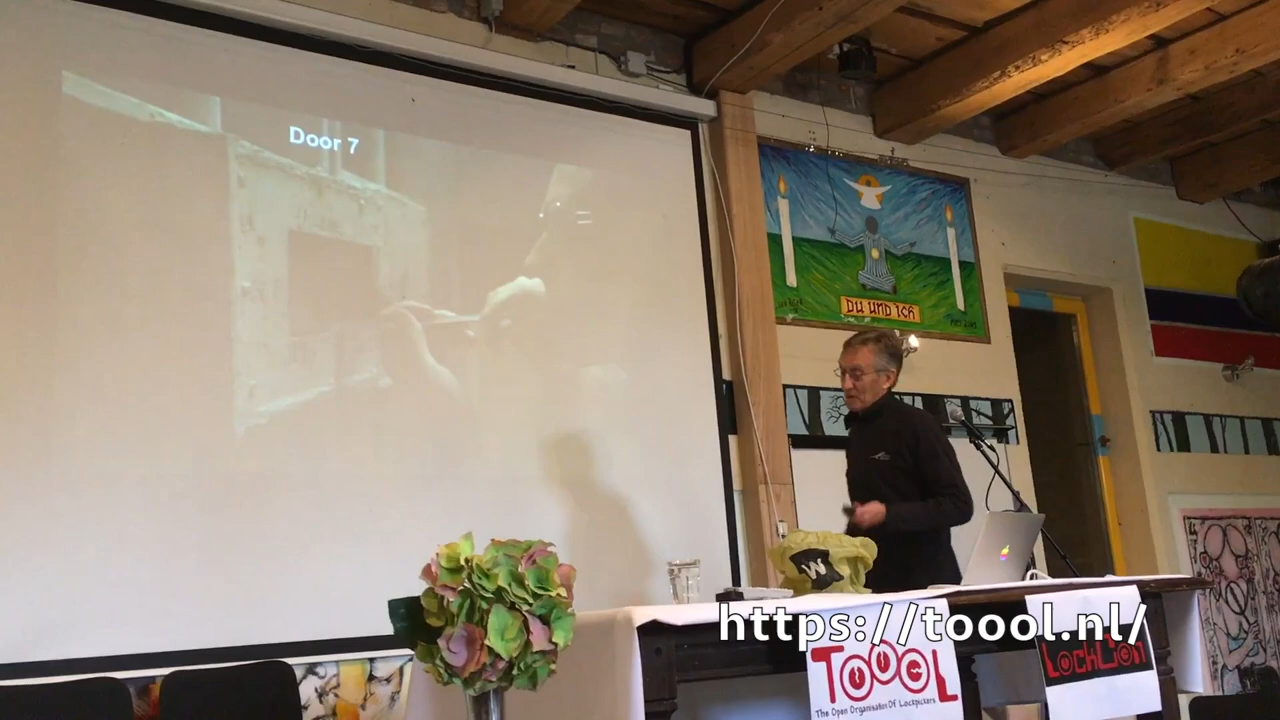 Door 7
DU UND ICH
W
https://toool.nl/
TOOOL
The Open Organisation Of Lockpickers
LockCon